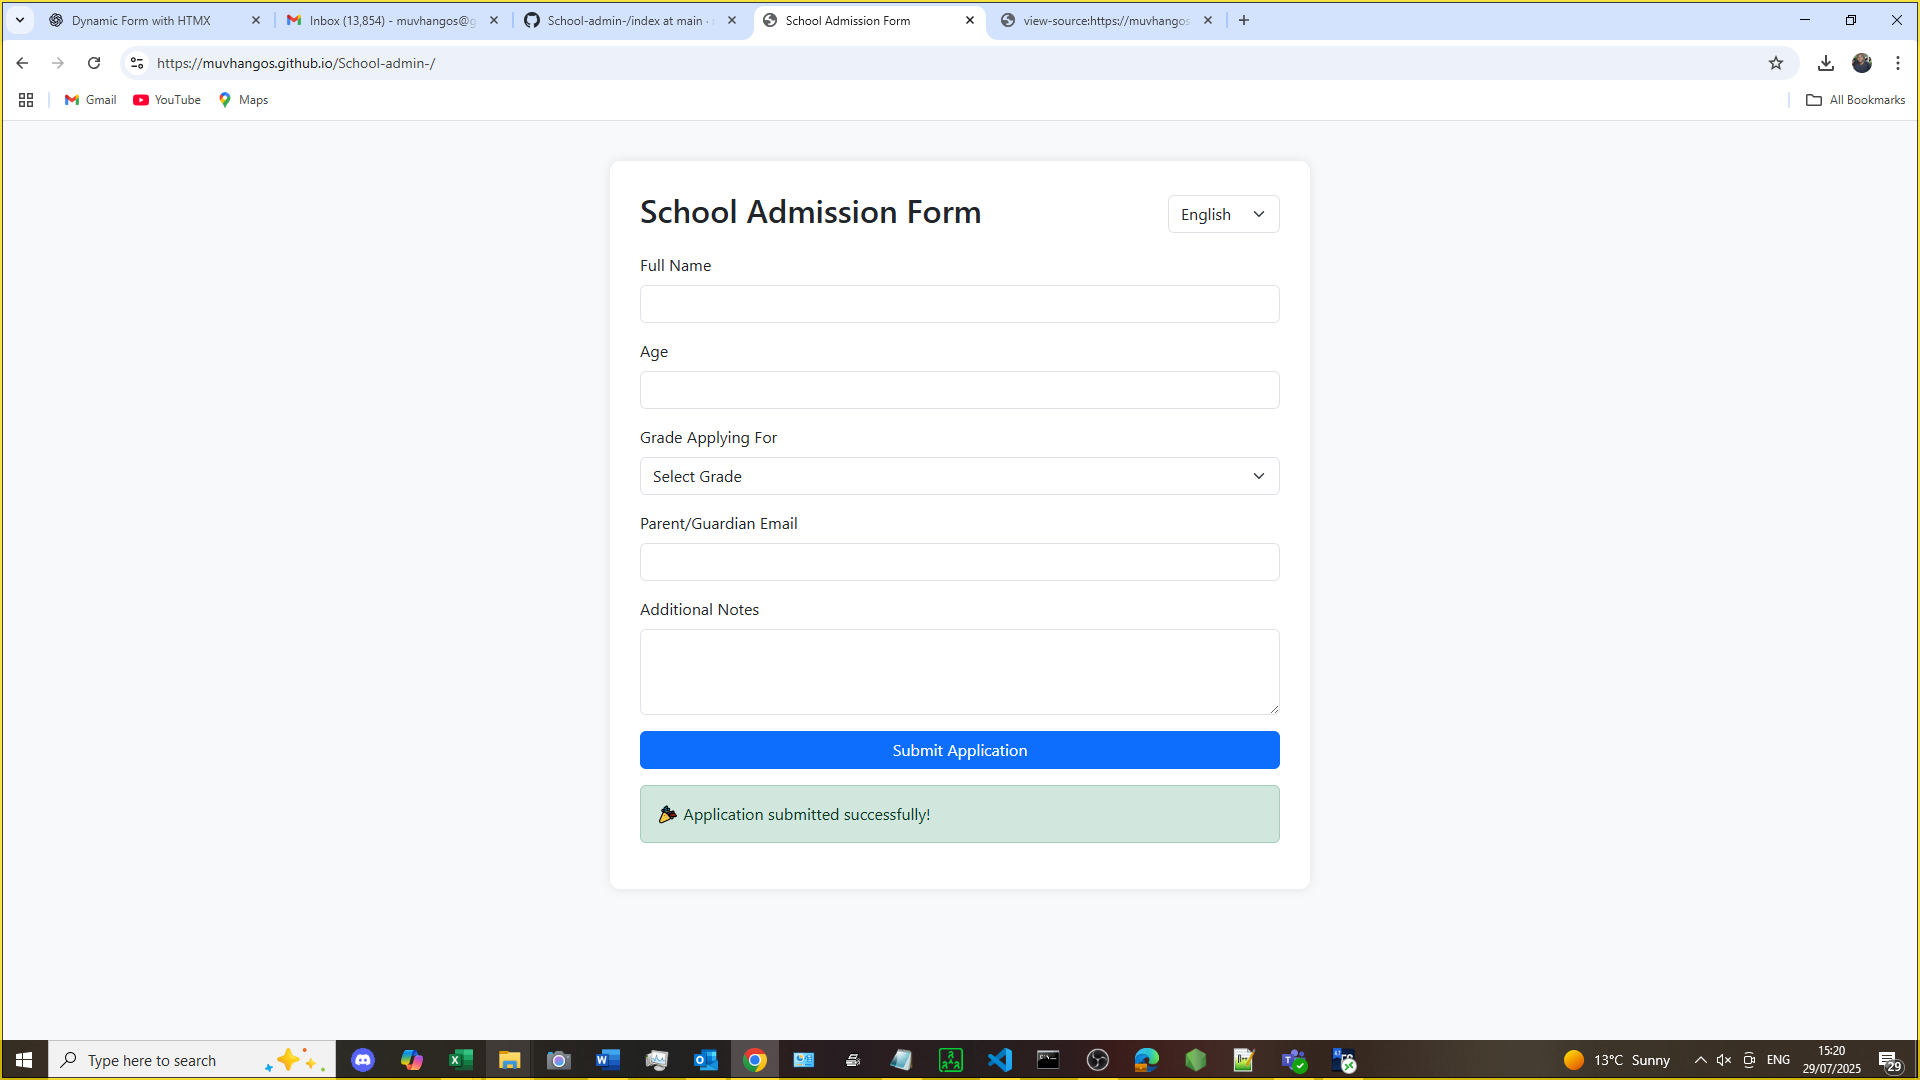 Dynamic Form with HTMX
Inbox (13,854) - muvhangos@g
School-admin-/index at main ·
School Admission Form
view-source:https://muvhangos
https://muvhangos.github.io/School-admin-/
Gmail
YouTube
Maps
All Bookmarks
School Admission Form
English
Full Name
Age
Grade Applying For
Select Grade
Parent/Guardian Email
Additional Notes
Submit Application
Application submitted successfully!
Type here to search
13°C Sunny
ENG
15:20
29/07/2025
29